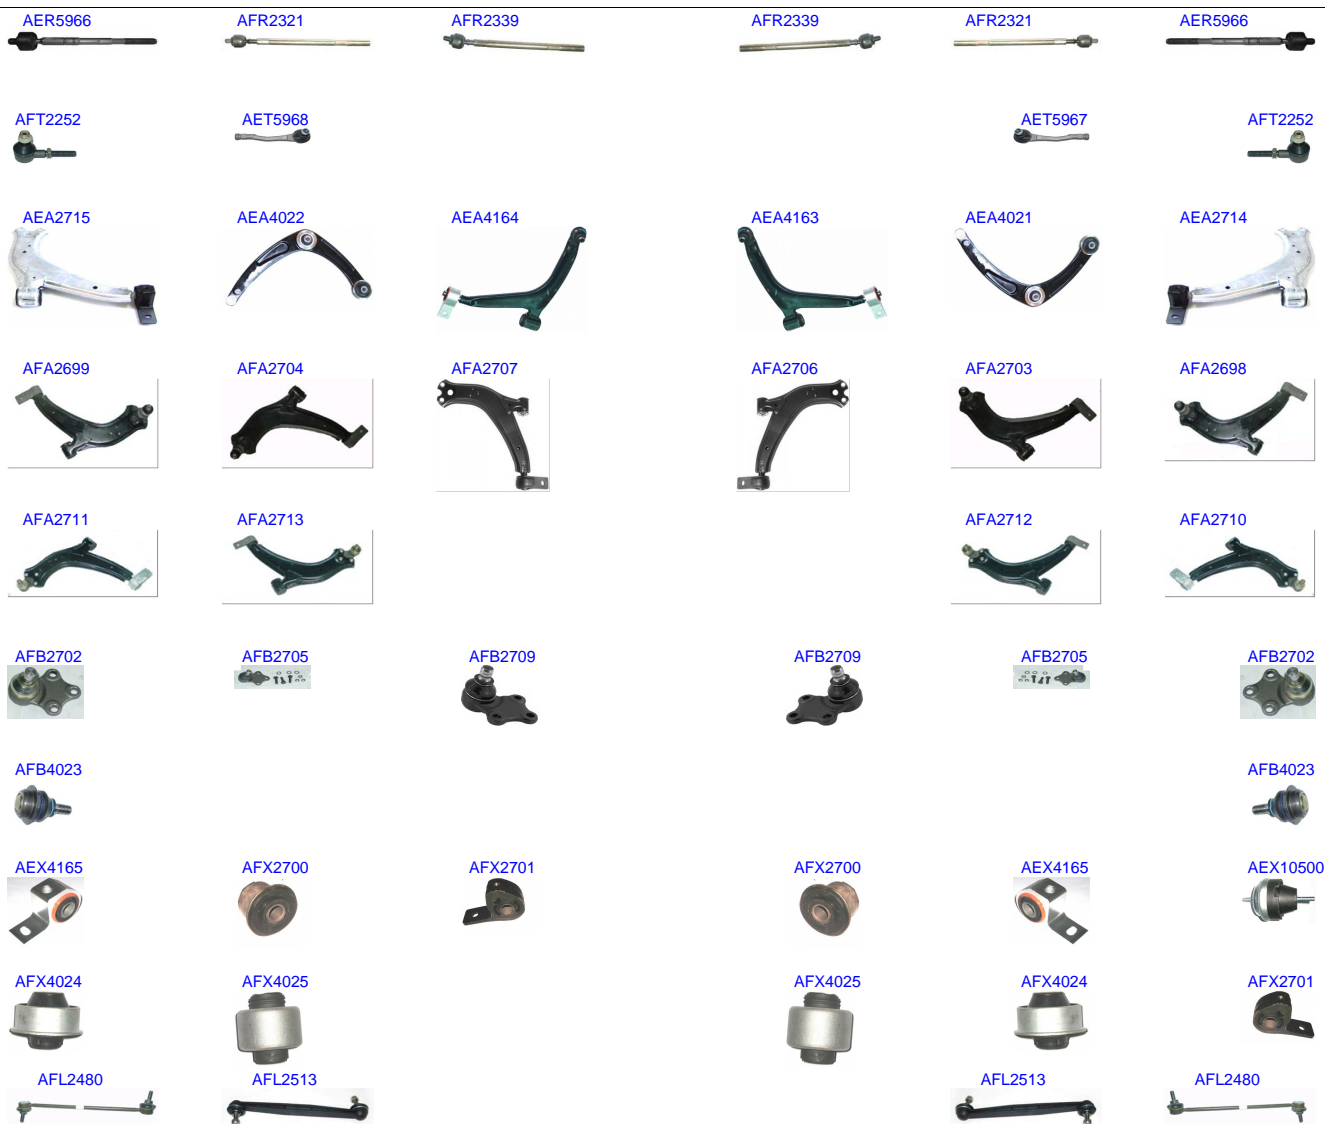 AER5966 AFR2321 AFR2339 AFR2339 AFR2321 AER5966
AFT2252 AET5968 AET5967 AFT2252
AEA2715 AEA4022 AEA4164 AEA4163 AEA4021 AEA2714
AFA2699 AFA2704 AFA2707 AFA2706 AFA2703 AFA2698
AFA2711 AFA2713 AFA2712 AFA2710
AFB2702 AFB2705 AFB2709 AFB2709 AFB2705 AFB2702
AFB4023 AFB4023
AEX4165 AFX2700 AFX2701 AFX2700 AEX4165 AEX10500
AFX4024 AFX4025 AFX4025 AFX4024 AFX2701
AFL2480 AFL2513 AFL2513 AFL2480